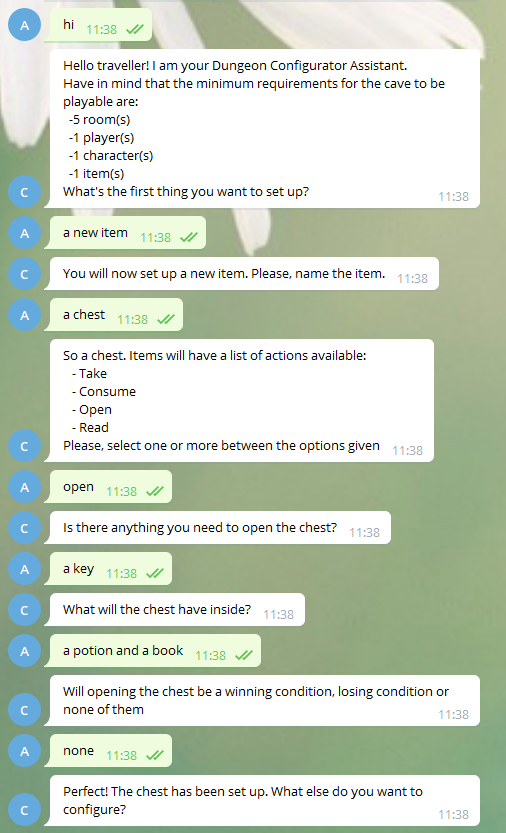 A
hi 11:38
Hello traveller! I am your Dungeon Configurator Assistant.
Have in mind that the minimum requirements for the cave to be
playable are:
-5 room(s)
-1 player(s)
-1 character(s)
-1 item(s)
C
What's the first thing you want to set up? 11:38
A
a new item 11:38
C
You will now set up a new item. Please, name the item. 11:38
A
a chest 11:38
So a chest. Items will have a list of actions available:
- Take
- Consume
- Open
- Read
C
Please, select one or more between the options given 11:38
A
open 11:38
C
Is there anything you need to open the chest? 11:38
A
a key 11:38
C
What will the chest have inside? 11:38
A
a potion and a book 11:38
Will opening the chest be a winning condition, losing condition or
C
none of them 11:38
A
none 11:38
Perfect! The chest has been set up. What else do you want to
C
configure? 11:38